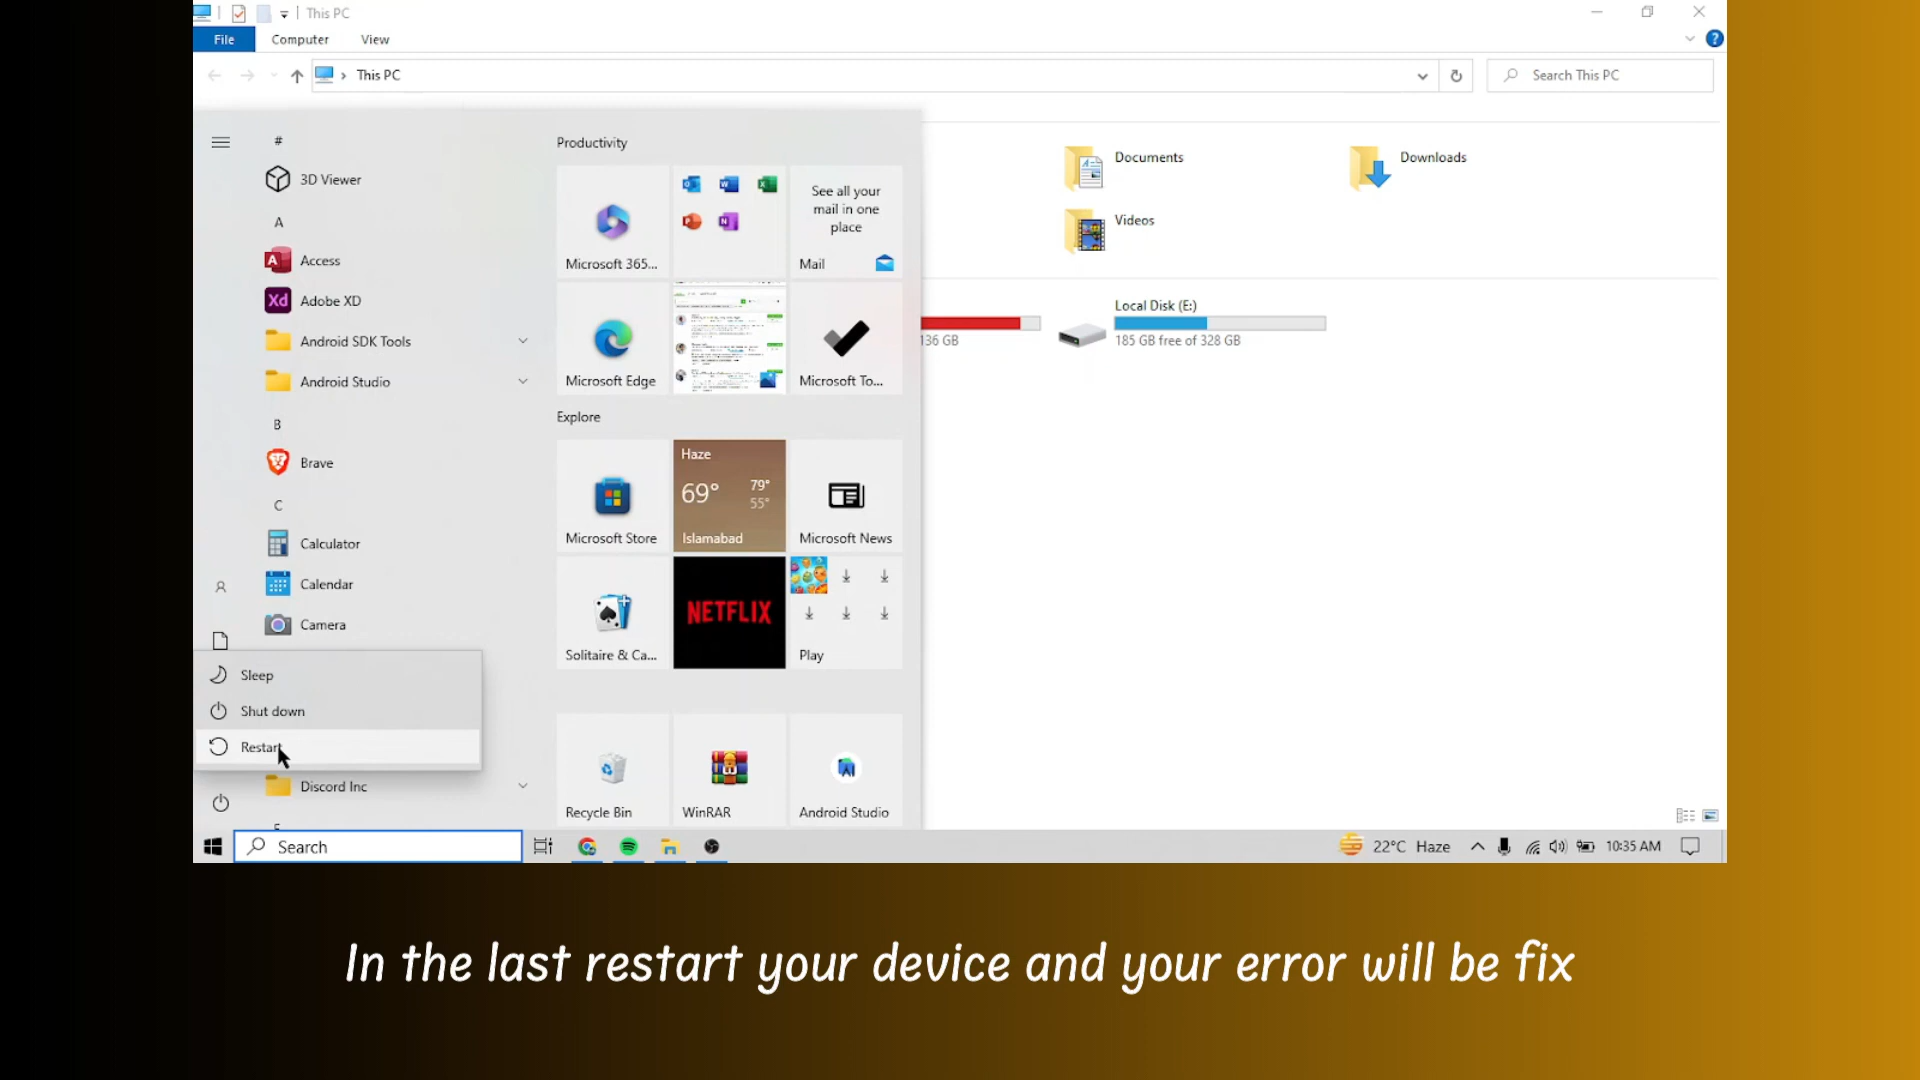 This PC
File
Computer
View
This PC
Search This PC
#
3D Viewer
A
Access
Adobe XD
Android SDK Tools
Android Studio
B
Brave
C
Calculator
Calendar
Camera
Sleep
Shut down
Restart
Discord Inc
Productivity
Microsoft 365...
See all your
mail in one
place
Mail
Microsoft Edge
Microsoft To...
Explore
Microsoft Store
Haze
69°
79°
55°
Islamabad
Microsoft News
Solitaire & Ca...
NETFLIX
Play
Recycle Bin
WinRAR
Android Studio
Documents
Downloads
Videos
136 GB
Local Disk (E:)
185 GB free of 328 GB
Search
22°C Haze
10:35 AM
In the last restart your device and your error will be fix